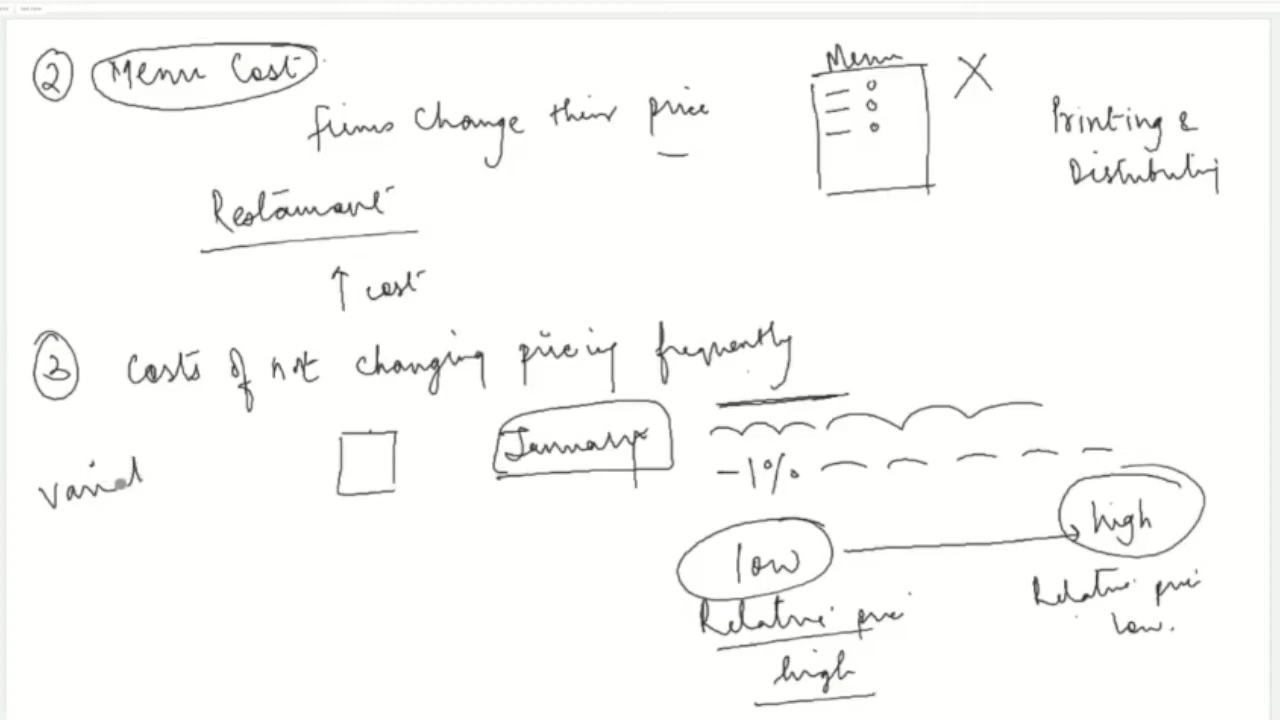 ② Menu Cost
firms change their price
Menu
X
Printing &
Distributing
Restaurant
↑ cost
③ Costs of not changing pricing frequently
January
-1%
low
high
Relative price
high
Relative price
low.